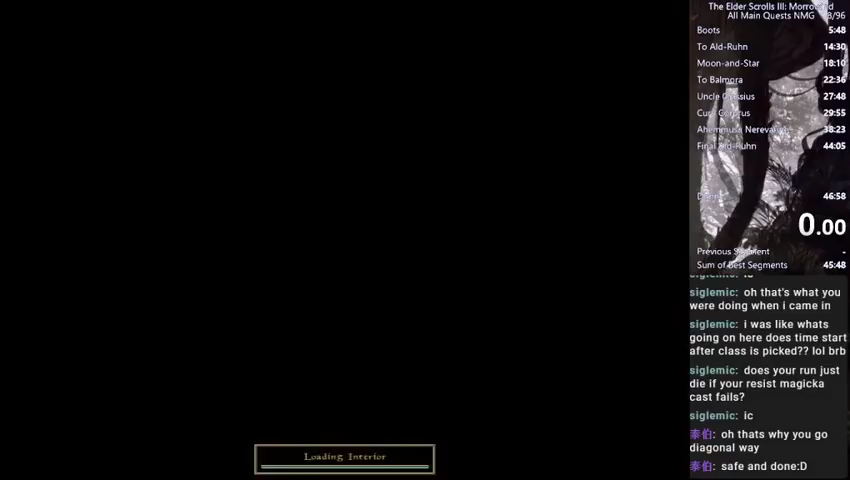 The Elder Scrolls III: Morrowind
All Main Quests NMG
/96
Boots 5:48
To Ald-Ruhn 14:30
Moon-and-Star 18:10
To Balmora 22:36
Uncle Crassius 27:48
Cure Corprus 29:55
Ahemmusa Nerevarine 38:23
Final Ald-Ruhn 44:05
46:58
0.00
Previous Segment -
Sum of Best Segments 45:48
siglemic: oh that's what you
were doing when i came in
siglemic: i was like whats
going on here does time start
after class is picked?? lol brb
siglemic: does your run just
die if your resist magicka
cast fails?
siglemic: ic
泰伯: oh thats why you go
diagonal way
泰伯: safe and done:D
Loading Interior